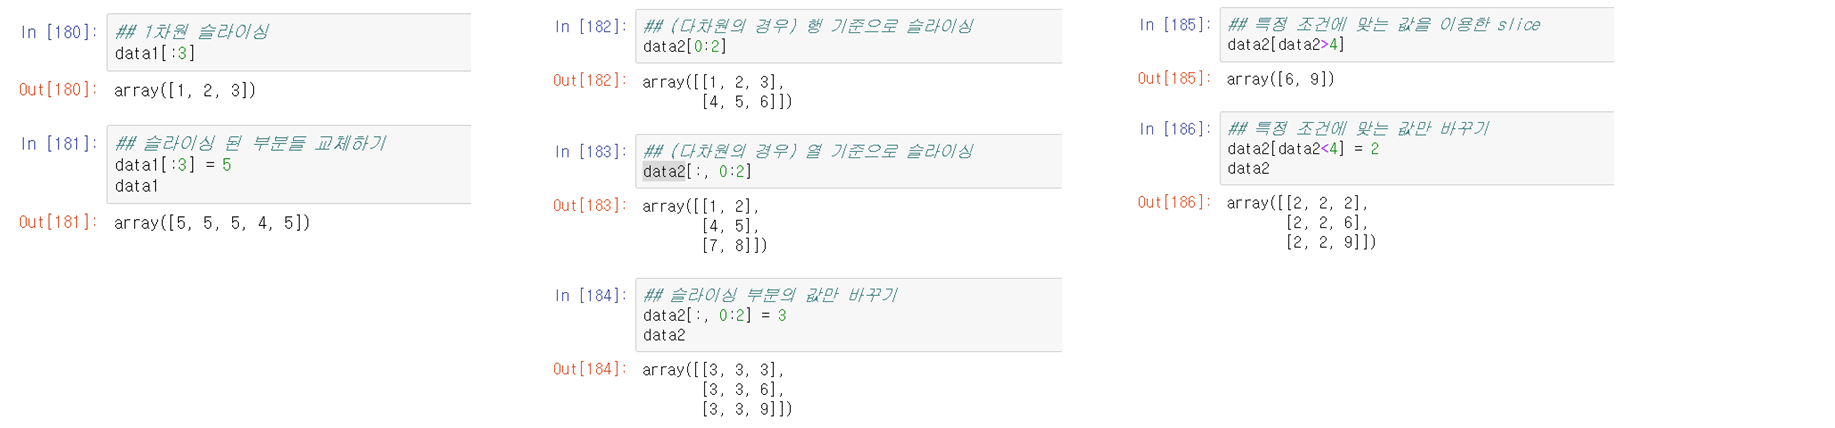 In [180]: ## 1차원 슬라이싱
data1[:3]
Out[180]: array([1, 2, 3])
In [181]: ## 슬라이싱 된 부분들 교체하기
data1[:3] = 5
data1
Out[181]: array([5, 5, 5, 4, 5])
In [182]: ## (다차원의 경우) 행 기준으로 슬라이싱
data2[0:2]
Out[182]: array([[1, 2, 3],
[4, 5, 6]])
In [183]: ## (다차원의 경우) 열 기준으로 슬라이싱
data2[:, 0:2]
Out[183]: array([[1, 2],
[4, 5],
[7, 8]])
In [184]: ## 슬라이싱 부분의 값만 바꾸기
data2[:, 0:2] = 3
data2
Out[184]: array([[3, 3, 3],
[3, 3, 6],
[3, 3, 9]])
In [185]: ## 특정 조건에 맞는 값을 이용한 slice
data2[data2>4]
Out[185]: array([6, 9])
In [186]: ## 특정 조건에 맞는 값만 바꾸기
data2[data2<4] = 2
data2
Out[186]: array([[2, 2, 2],
[2, 2, 6],
[2, 2, 9]])